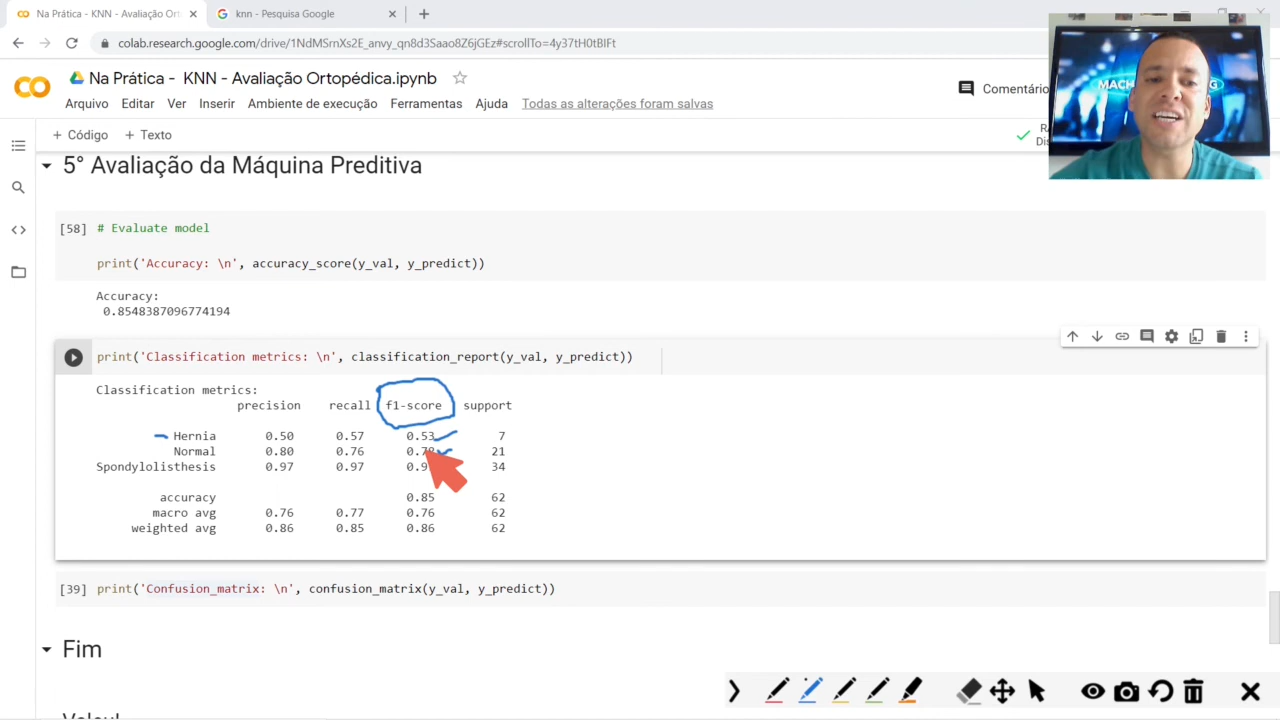 Na Prática - KNN - Avaliação Ort
knn - Pesquisa Google
colab.research.google.com/drive/1NdMSrnXs2E_anvy_qn8d3Saao8Z6jGEz#scrollTo=4y37tH0tBlFt
Na Prática - KNN - Avaliação Ortopédica.ipynb
Comentário
Arquivo Editar Ver Inserir Ambiente de execução Ferramentas Ajuda Todas as alterações foram salvas
+ Código + Texto
5° Avaliação da Máquina Preditiva
[58] # Evaluate model
print('Accuracy: \n', accuracy_score(y_val, y_predict))
Accuracy:
0.8548387096774194
print('Classification metrics: \n', classification_report(y_val, y_predict))
Classification metrics:
precision recall f1-score support
Hernia 0.50 0.57 0.53 7
Normal 0.80 0.76 21
Spondylolisthesis 0.97 0.97 34
accuracy 0.85 62
macro avg 0.76 0.77 0.76 62
weighted avg 0.86 0.85 0.86 62
[39] print('Confusion_matrix: \n', confusion_matrix(y_val, y_predict))
Fim